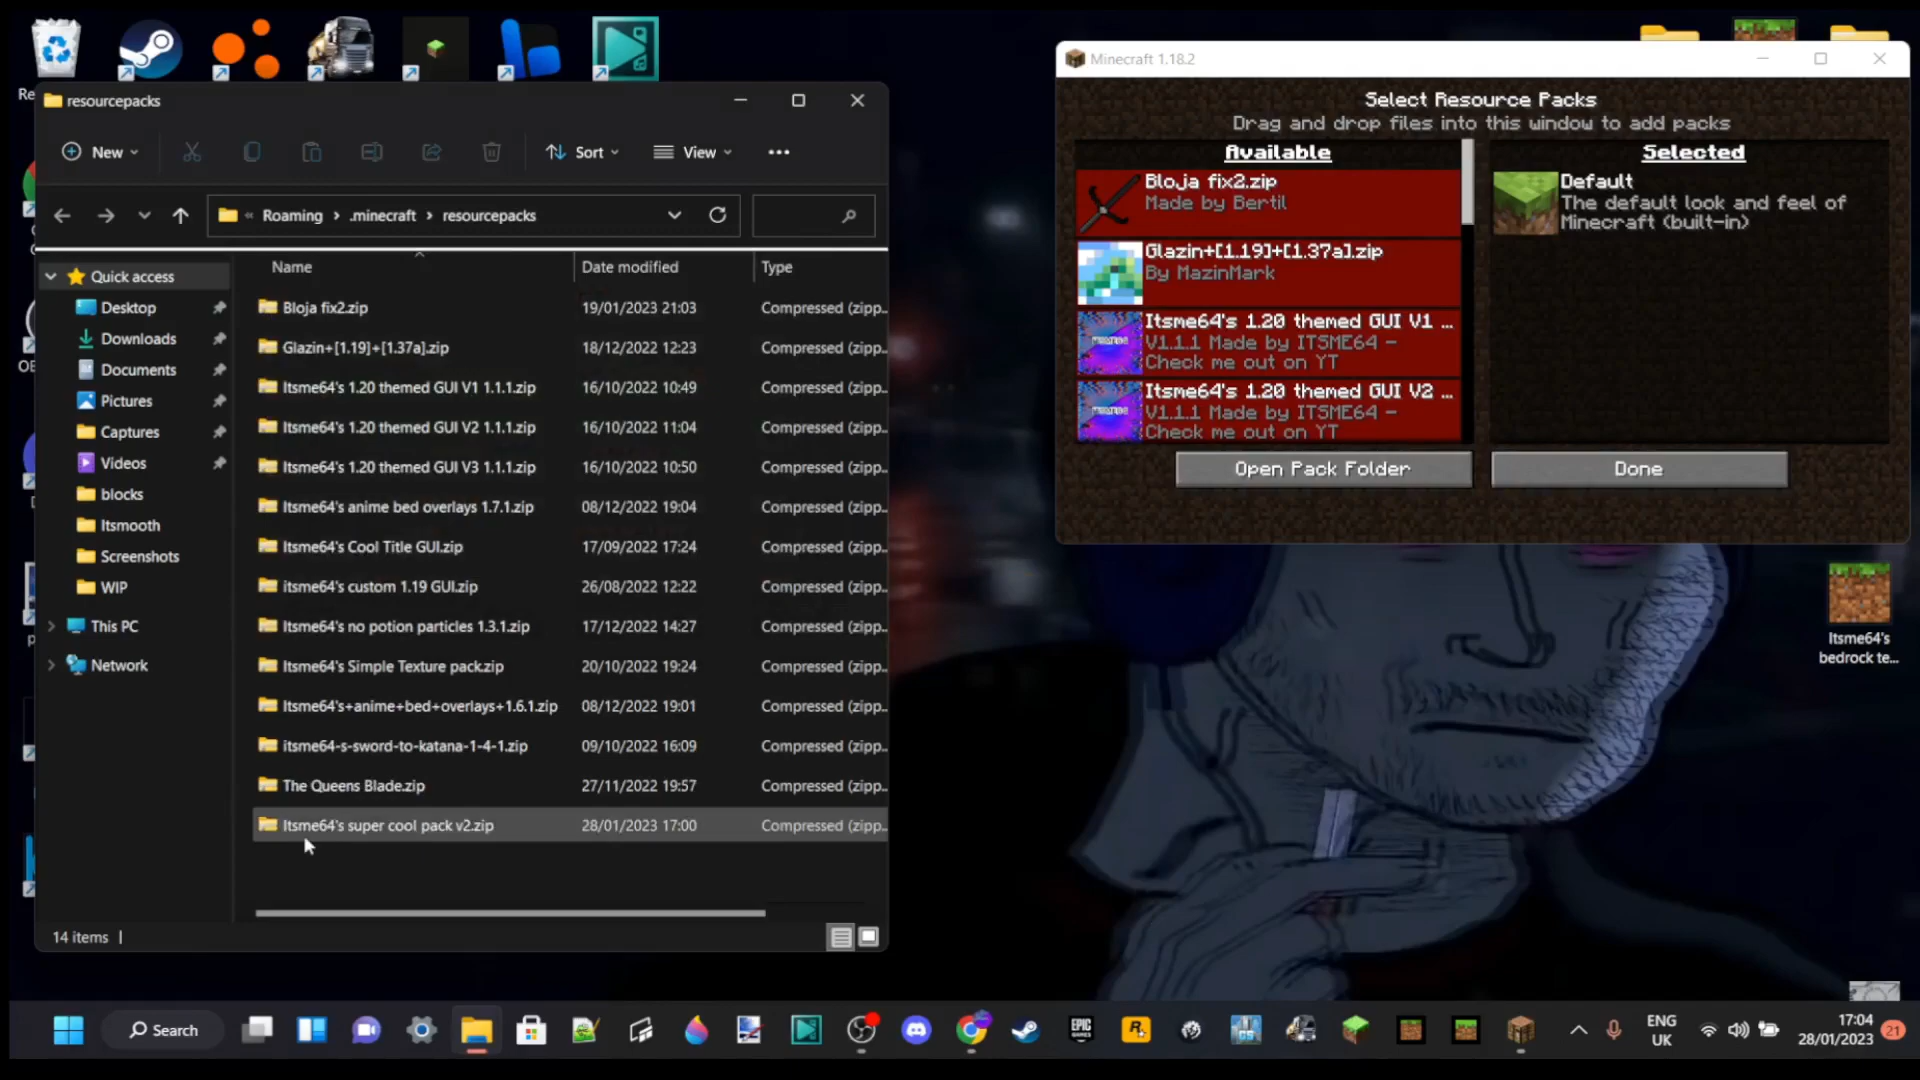 resourcepacks
New
Sort
View
Roaming
.minecraft
resourcepacks
Name
Date modified
Type
Quick access
Desktop
Downloads
Documents
Pictures
Captures
Videos
blocks
Itsmooth
Screenshots
WIP
This PC
Network
Bloja fix2.zip 19/01/2023 21:03 Compressed (zipp...
Glazin+[1.19]+[1.37a].zip 18/12/2022 12:23 Compressed (zipp...
Itsme64's 1.20 themed GUI V1 1.1.1.zip 16/10/2022 10:49 Compressed (zipp...
Itsme64's 1.20 themed GUI V2 1.1.1.zip 16/10/2022 11:04 Compressed (zipp...
Itsme64's 1.20 themed GUI V3 1.1.1.zip 16/10/2022 10:50 Compressed (zipp...
Itsme64's anime bed overlays 1.7.1.zip 08/12/2022 19:04 Compressed (zipp...
Itsme64's Cool Title GUI.zip 17/09/2022 17:24 Compressed (zipp...
itsme64's custom 1.19 GUI.zip 26/08/2022 12:22 Compressed (zipp...
Itsme64's no potion particles 1.3.1.zip 17/12/2022 14:27 Compressed (zipp...
Itsme64's Simple Texture pack.zip 20/10/2022 19:24 Compressed (zipp...
Itsme64's+anime+bed+overlays+1.6.1.zip 08/12/2022 19:01 Compressed (zipp...
itsme64-s-sword-to-katana-1-4-1.zip 09/10/2022 16:09 Compressed (zipp...
The Queens Blade.zip 27/11/2022 19:57 Compressed (zipp...
Itsme64's super cool pack v2.zip 28/01/2023 17:00 Compressed (zipp...
14 items
Minecraft 1.18.2
Select Resource Packs
Drag and drop files into this window to add packs
Available
Bloja fix2.zip
Made by Bertil
Glazin+[1.19]+[1.37a].zip
By MazinMark
Itsme64's 1.20 themed GUI V1 ...
V1.1.1 Made by ITSME64 -
Check me out on YT
Itsme64's 1.20 themed GUI V2 ...
V1.1.1 Made by ITSME64 -
Check me out on YT
Selected
Default
The default look and feel of
Minecraft (built-in)
Open Pack Folder
Done
Itsme64's
bedrock te...
Search
EPIC
GAMES
ENG
UK
17:04
28/01/2023
21